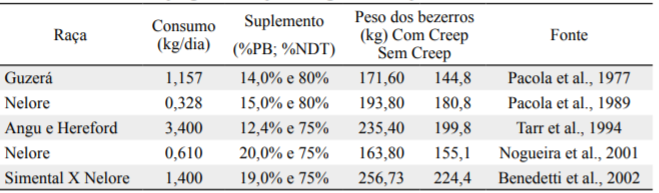 Raça Consumo (kg/dia) Suplemento (%PB; %NDT) Peso dos bezerros (kg) Com Creep Sem Creep Fonte
Guzerá 1,157 14,0% e 80% 171,60 144,8 Pacola et al., 1977
Nelore 0,328 15,0% e 80% 193,80 180,8 Pacola et al., 1989
Angu e Hereford 3,400 12,4% e 75% 235,40 199,8 Tarr et al., 1994
Nelore 0,610 20,0% e 75% 163,80 155,1 Nogueira et al., 2001
Simental X Nelore 1,400 19,0% e 75% 256,73 224,4 Benedetti et al., 2002